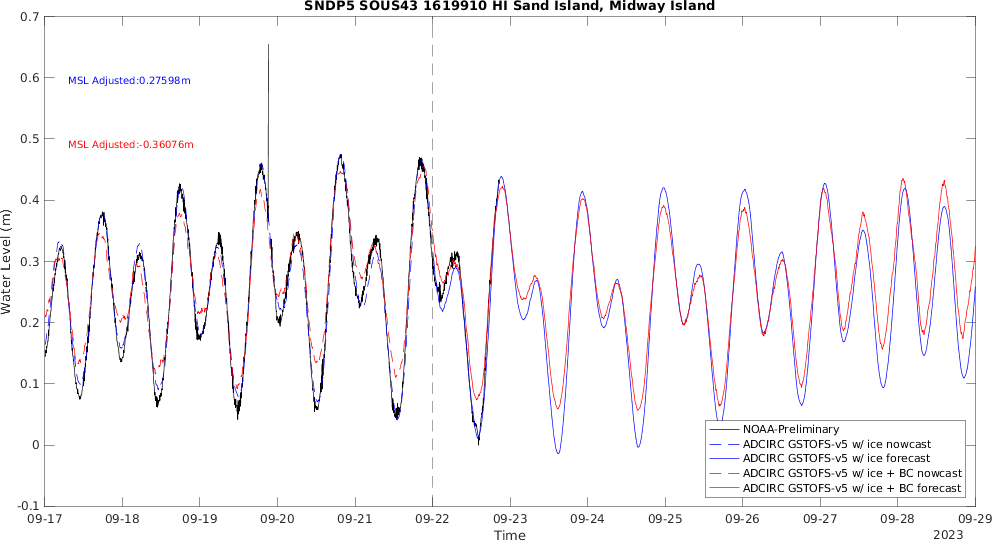 SNDP5 SOUS43 1619910 HI Sand Island, Midway Island
0.7
0.6
0.5
0.4
0.3
0.2
0.1
0
-0.1
Water Level (m)
MSL Adjusted:0.27598m
MSL Adjusted:-0.36076m
NOAA-Preliminary
ADCIRC GSTOFS-v5 w/ ice nowcast
ADCIRC GSTOFS-v5 w/ ice forecast
ADCIRC GSTOFS-v5 w/ ice + BC nowcast
ADCIRC GSTOFS-v5 w/ ice + BC forecast
09-17 09-18 09-19 09-20 09-21 09-22 09-23 09-24 09-25 09-26 09-27 09-28 09-29
Time
2023